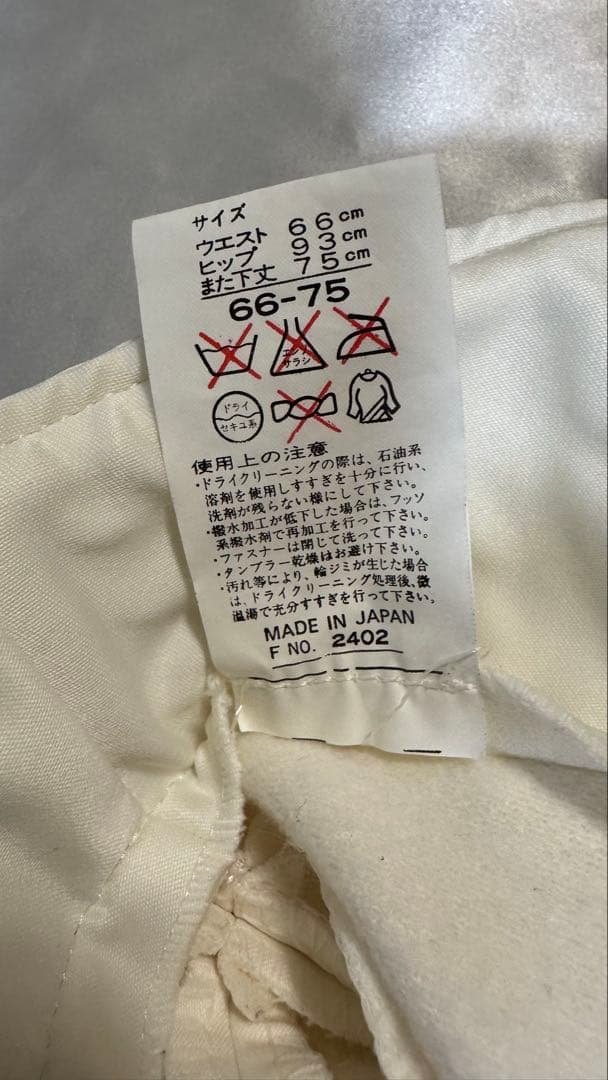 サイズ
ウエスト 66cm
ヒップ 93cm
また下丈 75cm
66-75
エンソ
サラシ
ドライ
セキユ系
使用上の注意
・ドライクリーニングの際は、石油系
溶剤を使用しすすぎを十分に行い、
洗剤が残らない様にして下さい。
・撥水加工が低下した場合は、フッソ
系撥水剤で再加工を行って下さい。
・ファスナーは閉じて洗って下さい。
・タンブラー乾燥はお避け下さい。
・汚れ等により、輪ジミが生じた場合
は、ドライクリーニング処理後、微
温湯で充分すすぎを行って下さい。
MADE IN JAPAN
F NO. 2402